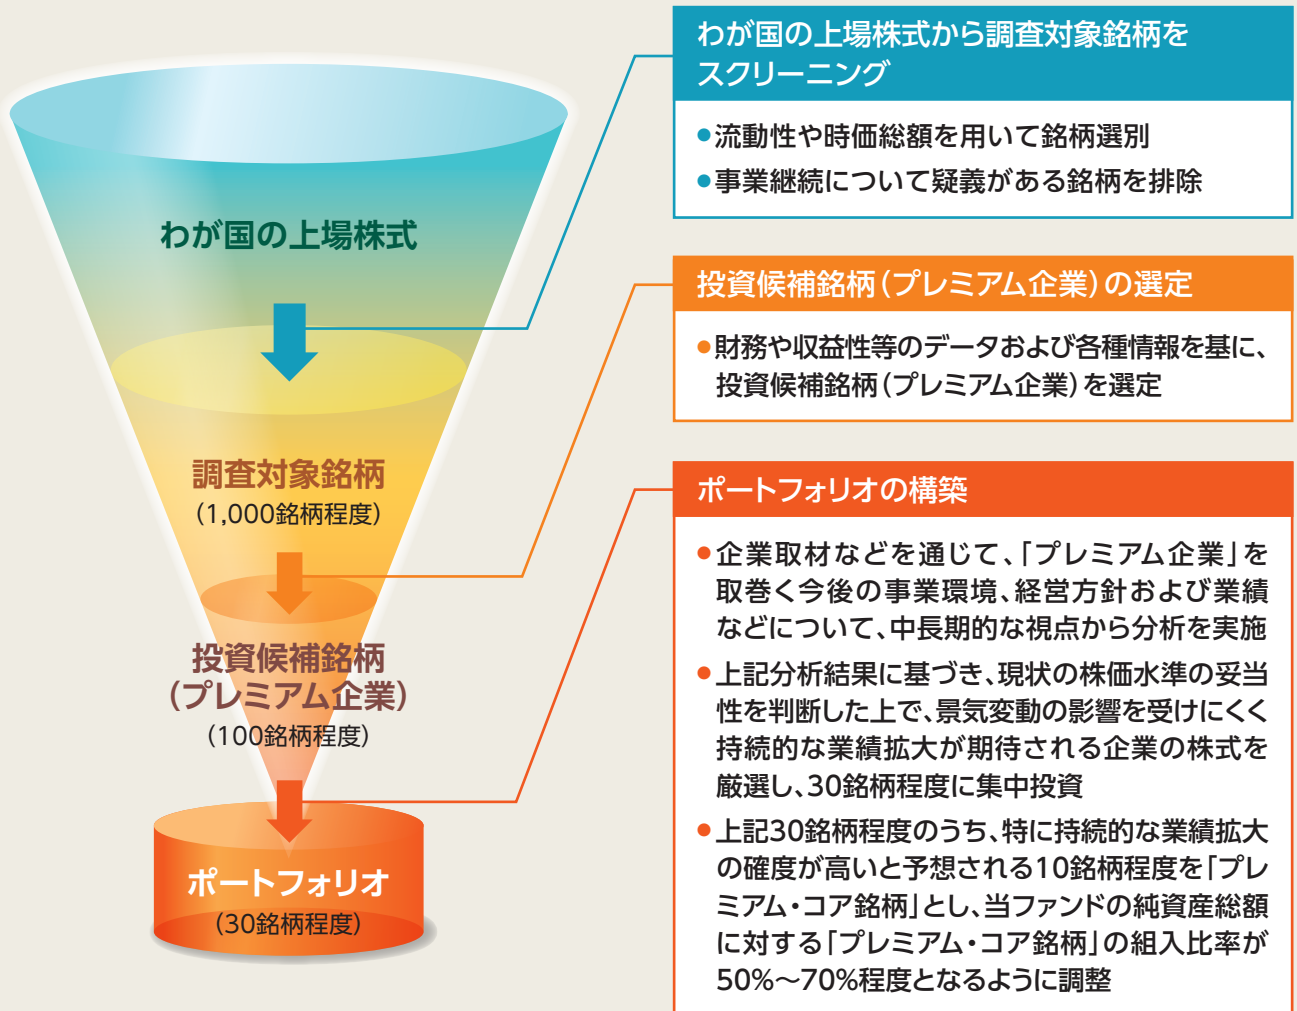 わが国の上場株式
調査対象銘柄
(1,000銘柄程度)
投資候補銘柄
(プレミアム企業)
(100銘柄程度)
ポートフォリオ
(30銘柄程度)
わが国の上場株式から調査対象銘柄を
スクリーニング
●流動性や時価総額を用いて銘柄選別
●事業継続について疑義がある銘柄を排除
投資候補銘柄(プレミアム企業)の選定
●財務や収益性等のデータおよび各種情報を基に、
投資候補銘柄(プレミアム企業)を選定
ポートフォリオの構築
●企業取材などを通じて、「プレミアム企業」を
取巻く今後の事業環境、経営方針および業績
などについて、中長期的な視点から分析を実施
●上記分析結果に基づき、現状の株価水準の妥当
性を判断した上で、景気変動の影響を受けにくく
持続的な業績拡大が期待される企業の株式を
厳選し、30銘柄程度に集中投資
●上記30銘柄程度のうち、特に持続的な業績拡大
の確度が高いと予想される10銘柄程度を「プレ
ミアム・コア銘柄」とし、当ファンドの純資産総額
に対する「プレミアム・コア銘柄」の組入比率が
50%～70%程度となるように調整